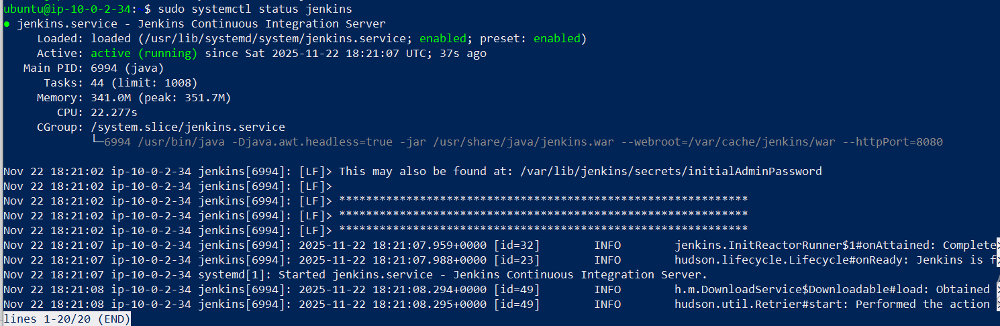 ubuntu@ip-10-0-2-34:~$ sudo systemctl status jenkins
● jenkins.service - Jenkins Continuous Integration Server
     Loaded: loaded (/usr/lib/systemd/system/jenkins.service; enabled; preset: enabled)
     Active: active (running) since Sat 2025-11-22 18:21:07 UTC; 37s ago
   Main PID: 6994 (java)
      Tasks: 44 (limit: 1008)
     Memory: 341.0M (peak: 351.7M)
        CPU: 22.277s
     CGroup: /system.slice/jenkins.service
             └─6994 /usr/bin/java -Djava.awt.headless=true -jar /usr/share/java/jenkins.war --webroot=/var/cache/jenkins/war --httpPort=8080
Nov 22 18:21:02 ip-10-0-2-34 jenkins[6994]: [LF]> This may also be found at: /var/lib/jenkins/secrets/initialAdminPassword
Nov 22 18:21:02 ip-10-0-2-34 jenkins[6994]: [LF]>
Nov 22 18:21:02 ip-10-0-2-34 jenkins[6994]: [LF]> *************************************************************
Nov 22 18:21:02 ip-10-0-2-34 jenkins[6994]: [LF]> *************************************************************
Nov 22 18:21:02 ip-10-0-2-34 jenkins[6994]: [LF]> *************************************************************
Nov 22 18:21:07 ip-10-0-2-34 jenkins[6994]: 2025-11-22 18:21:07.959+0000 [id=32]        INFO        jenkins.InitReactorRunner$1#onAttained: Complete>
Nov 22 18:21:07 ip-10-0-2-34 jenkins[6994]: 2025-11-22 18:21:07.988+0000 [id=23]        INFO        hudson.lifecycle.Lifecycle#onReady: Jenkins is f>
Nov 22 18:21:07 ip-10-0-2-34 systemd[1]: Started jenkins.service - Jenkins Continuous Integration Server.
Nov 22 18:21:08 ip-10-0-2-34 jenkins[6994]: 2025-11-22 18:21:08.294+0000 [id=49]        INFO        h.m.DownloadService$Downloadable#load: Obtained >
Nov 22 18:21:08 ip-10-0-2-34 jenkins[6994]: 2025-11-22 18:21:08.295+0000 [id=49]        INFO        hudson.util.Retrier#start: Performed the action >
lines 1-20/20 (END)